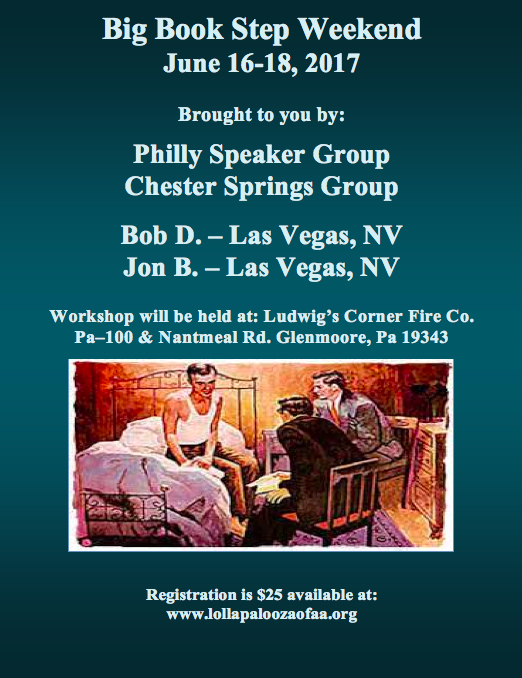 Big Book Step Weekend
June 16-18, 2017
Brought to you by:
Philly Speaker Group
Chester Springs Group
Bob D. – Las Vegas, NV
Jon B. – Las Vegas, NV
Workshop will be held at: Ludwig’s Corner Fire Co.
Pa–100 & Nantmeal Rd. Glenmoore, Pa 19343
Registration is $25 available at:
www.lollapaloozaofaa.org